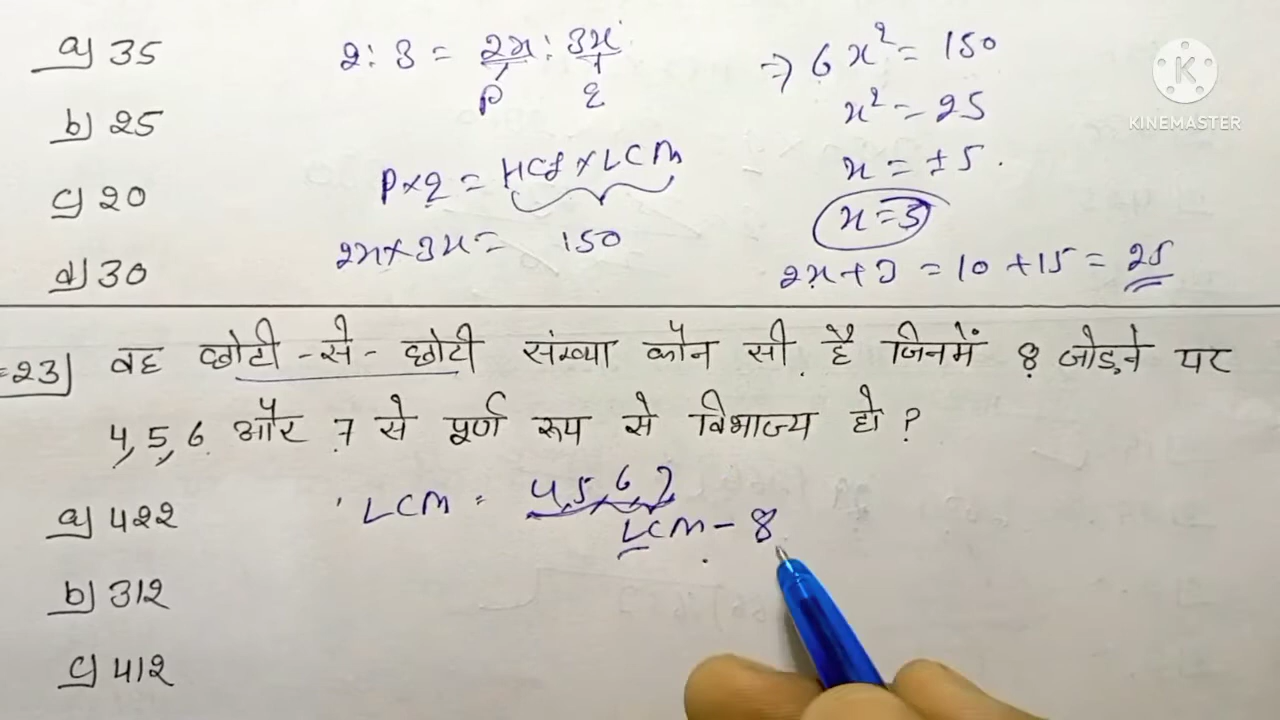 a) 35
b) 25
c) 20
d) 30
2 : 3 = 2x : 3x
p q
P×q = HCf × LCM
2x × 3x = 150
⇒ 6x² = 150
x² = 25
x = ±5.
x = 5
2x + 3 = 10 + 15 = 25
K
KINEMASTER
=23] वह छोटी-से-छोटी संख्या कौन सी है जिनमें 8 जोड़ने पर
4, 5, 6 और 7 से पूर्ण रूप से विभाज्य हो ?
LCM = 4,5,6,7
LCM - 8
a) 422
b) 312
c) 412